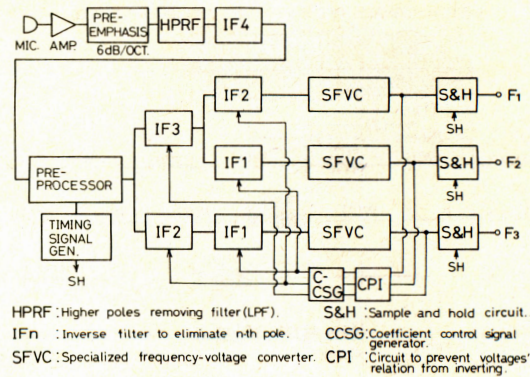 PRE-
EMPHASIS
HPRF
IF4
MIC.
AMP.
6dB/OCT.
IF2
SFVC
S&H
F1
SH
IF3
IF1
SFVC
S&H
F2
SH
PRE-
PROCESSOR
IF2
IF1
SFVC
S&H
F3
SH
TIMING
SIGNAL
GEN.
SH
C-
CSG
CPI
HPRF : Higher poles removing filter (LPF).
IFn : Inverse filter to eliminate n-th pole.
SFVC : Specialized frequency-voltage converter.
S&H : Sample and hold circuit.
CCSG: Coefficient control signal
generator.
CPI : Circuit to prevent voltages'
relation from inverting.